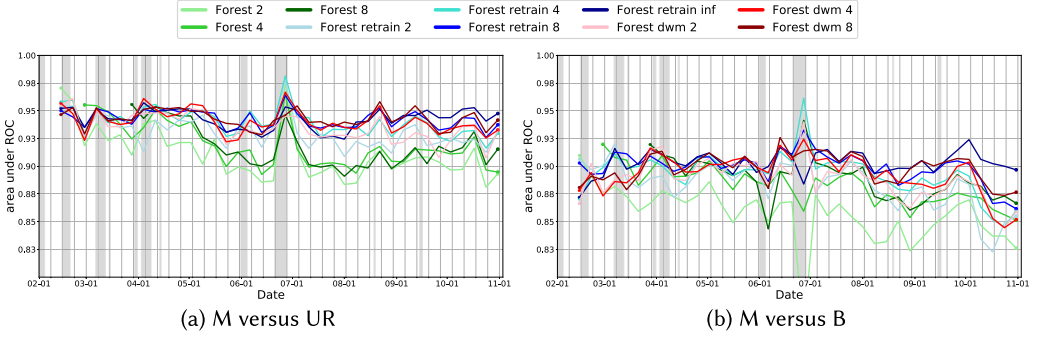 Forest 2 Forest 8 Forest retrain 4 Forest retrain inf Forest dwm 4
Forest 4 Forest retrain 2 Forest retrain 8 Forest dwm 2 Forest dwm 8
1.00
0.98
0.95
0.93
0.90
0.88
0.85
0.83
area under ROC
02-01 03-01 04-01 05-01 06-01 07-01 08-01 09-01 10-01 11-01
Date
(a) M versus UR
1.00
0.98
0.95
0.93
0.90
0.88
0.85
0.83
area under ROC
02-01 03-01 04-01 05-01 06-01 07-01 08-01 09-01 10-01 11-01
Date
(b) M versus B